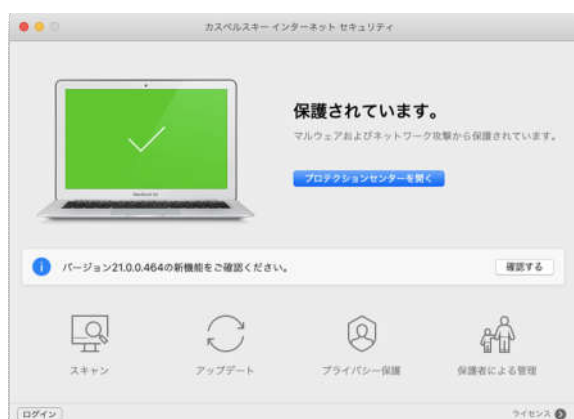 カスペルスキー インターネット セキュリティ
保護されています。
マルウェアおよびネットワーク攻撃から保護されています。
プロテクションセンターを開く
MacBook Air
バージョン21.0.0.464の新機能をご確認ください。
確認する
スキャン
アップデート
プライバシー保護
保護者による管理
ログイン
ライセンス